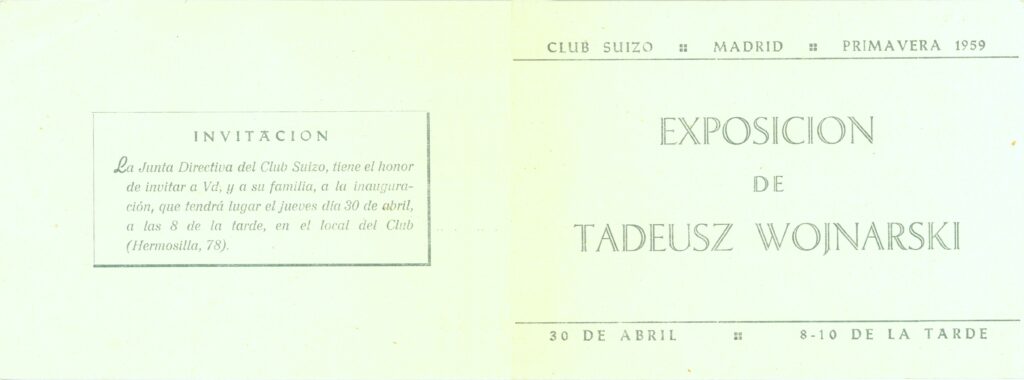 INVITACION
La Junta Directiva del Club Suizo, tiene el honor
de invitar a Vd, y a su familia, a la inaugura-
ción, que tendrá lugar el jueves día 30 de abril,
a las 8 de la tarde, en el local del Club
(Hermosilla, 78).
CLUB SUIZO MADRID PRIMAVERA 1959
EXPOSICION
DE
TADEUSZ WOJNARSKI
30 DE ABRIL 8-10 DE LA TARDE